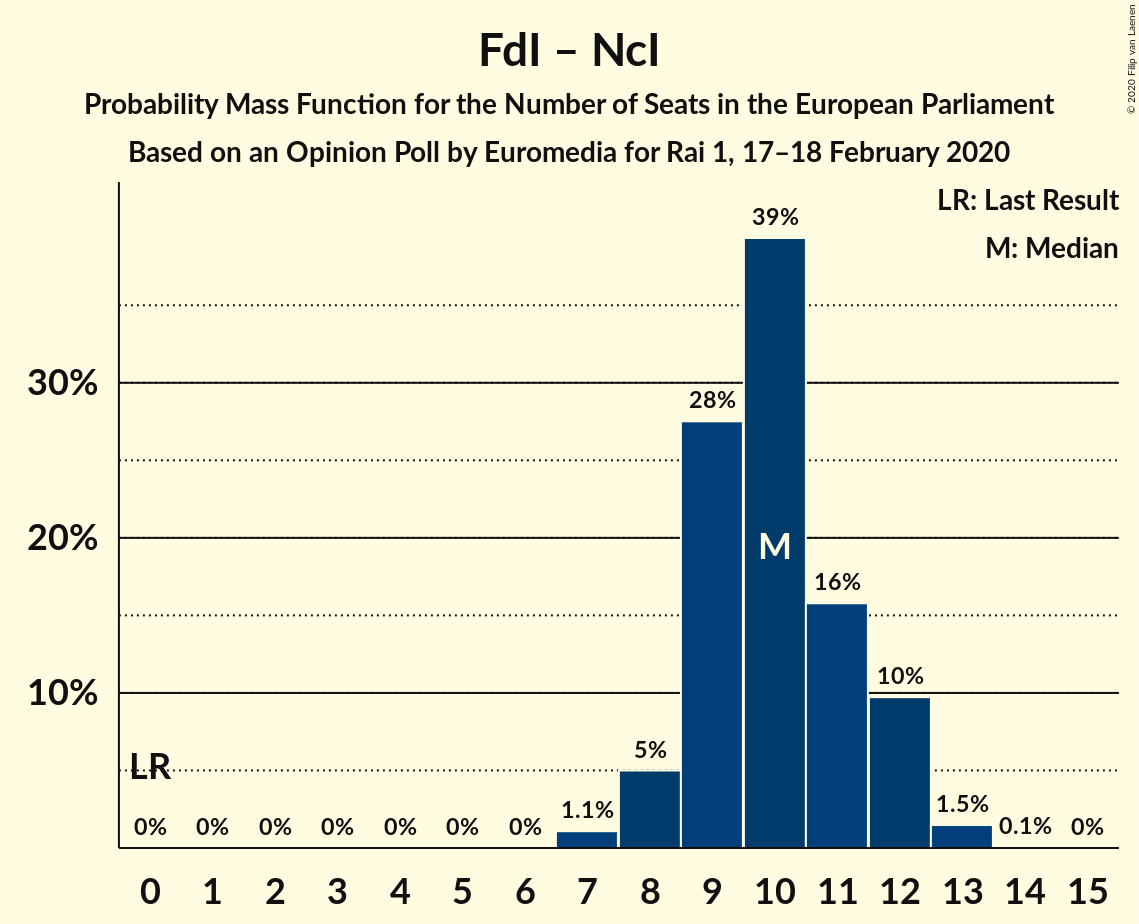 FdI – NcI
Probability Mass Function for the Number of Seats in the European Parliament
Based on an Opinion Poll by Euromedia for Rai 1, 17–18 February 2020
© 2020 Filip van Laenen
LR: Last Result
M: Median
30%
20%
10%
LR
0%
0%
0%
0%
0%
0%
0%
1.1%
5%
28%
39%
M
16%
10%
1.5%
0.1%
0%
0 1 2 3 4 5 6 7 8 9 10 11 12 13 14 15